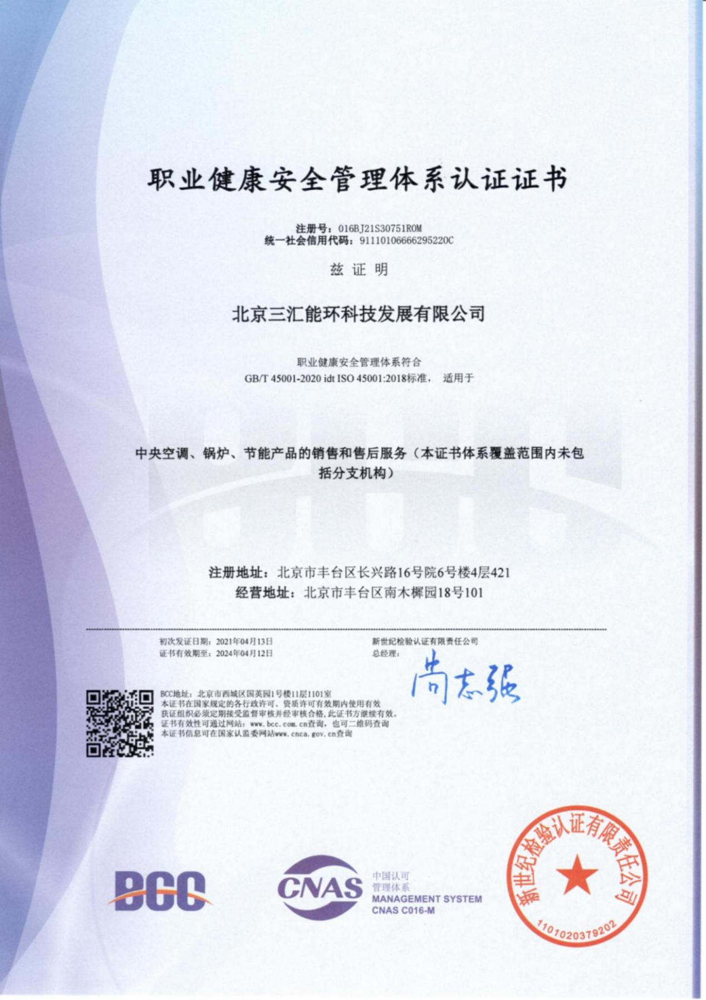 职业健康安全管理体系认证证书
注册号：016BJ21S30751R0M
统一社会信用代码：91110106666295220C
兹证明
北京三汇能环科技发展有限公司
职业健康安全管理体系符合
GB/T 45001-2020 idt ISO 45001:2018标准， 适用于
中央空调、锅炉、节能产品的销售和售后服务（本证书体系覆盖范围内未包
括分支机构）
注册地址：北京市丰台区长兴路16号院6号楼4层421
经营地址：北京市丰台区南木樨园18号101
初次发证日期：2021年04月13日
证书有效期至：2024年04月12日
新世纪检验认证有限责任公司
总经理：
尚志强
BCC地址：北京市西城区国英园1号楼11层1101室
本证书在国家规定的各行政许可、资质许可有效期内使用有效
获证组织必须定期接受监督审核并经审核合格,此证书方继续有效。
证书有效性可通过网站：www.bcc.com.cn查询，也可二维码查询
本证书信息可在国家认监委网站www.cnca.gov.cn查询
BCC
CNAS
中国认可
管理体系
MANAGEMENT SYSTEM
CNAS C016-M
新世纪检验认证有限责任公司
1101020379202